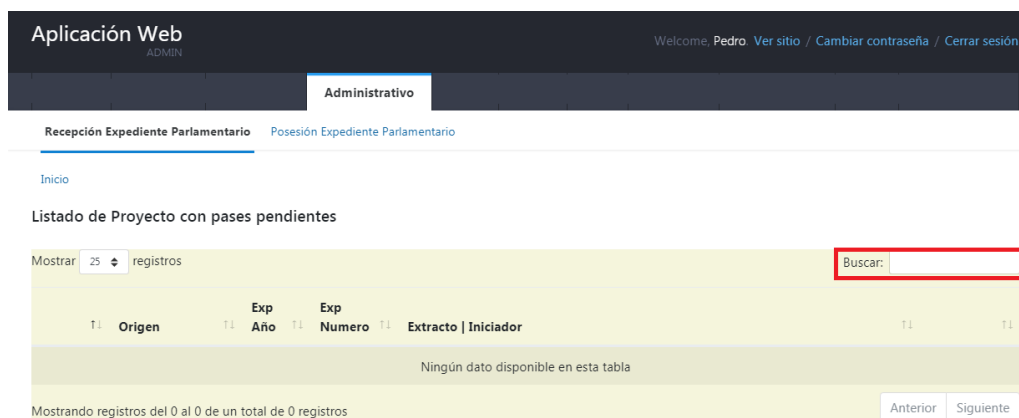 Aplicación Web
ADMIN
Welcome, Pedro. Ver sitio / Cambiar contraseña / Cerrar sesión
Administrativo
Recepción Expediente Parlamentario Posesión Expediente Parlamentario
Inicio
Listado de Proyecto con pases pendientes
Mostrar 25 registros Buscar:
Origen Exp Año Exp Numero Extracto | Iniciador
Ningún dato disponible en esta tabla
Mostrando registros del 0 al 0 de un total de 0 registros Anterior Siguiente